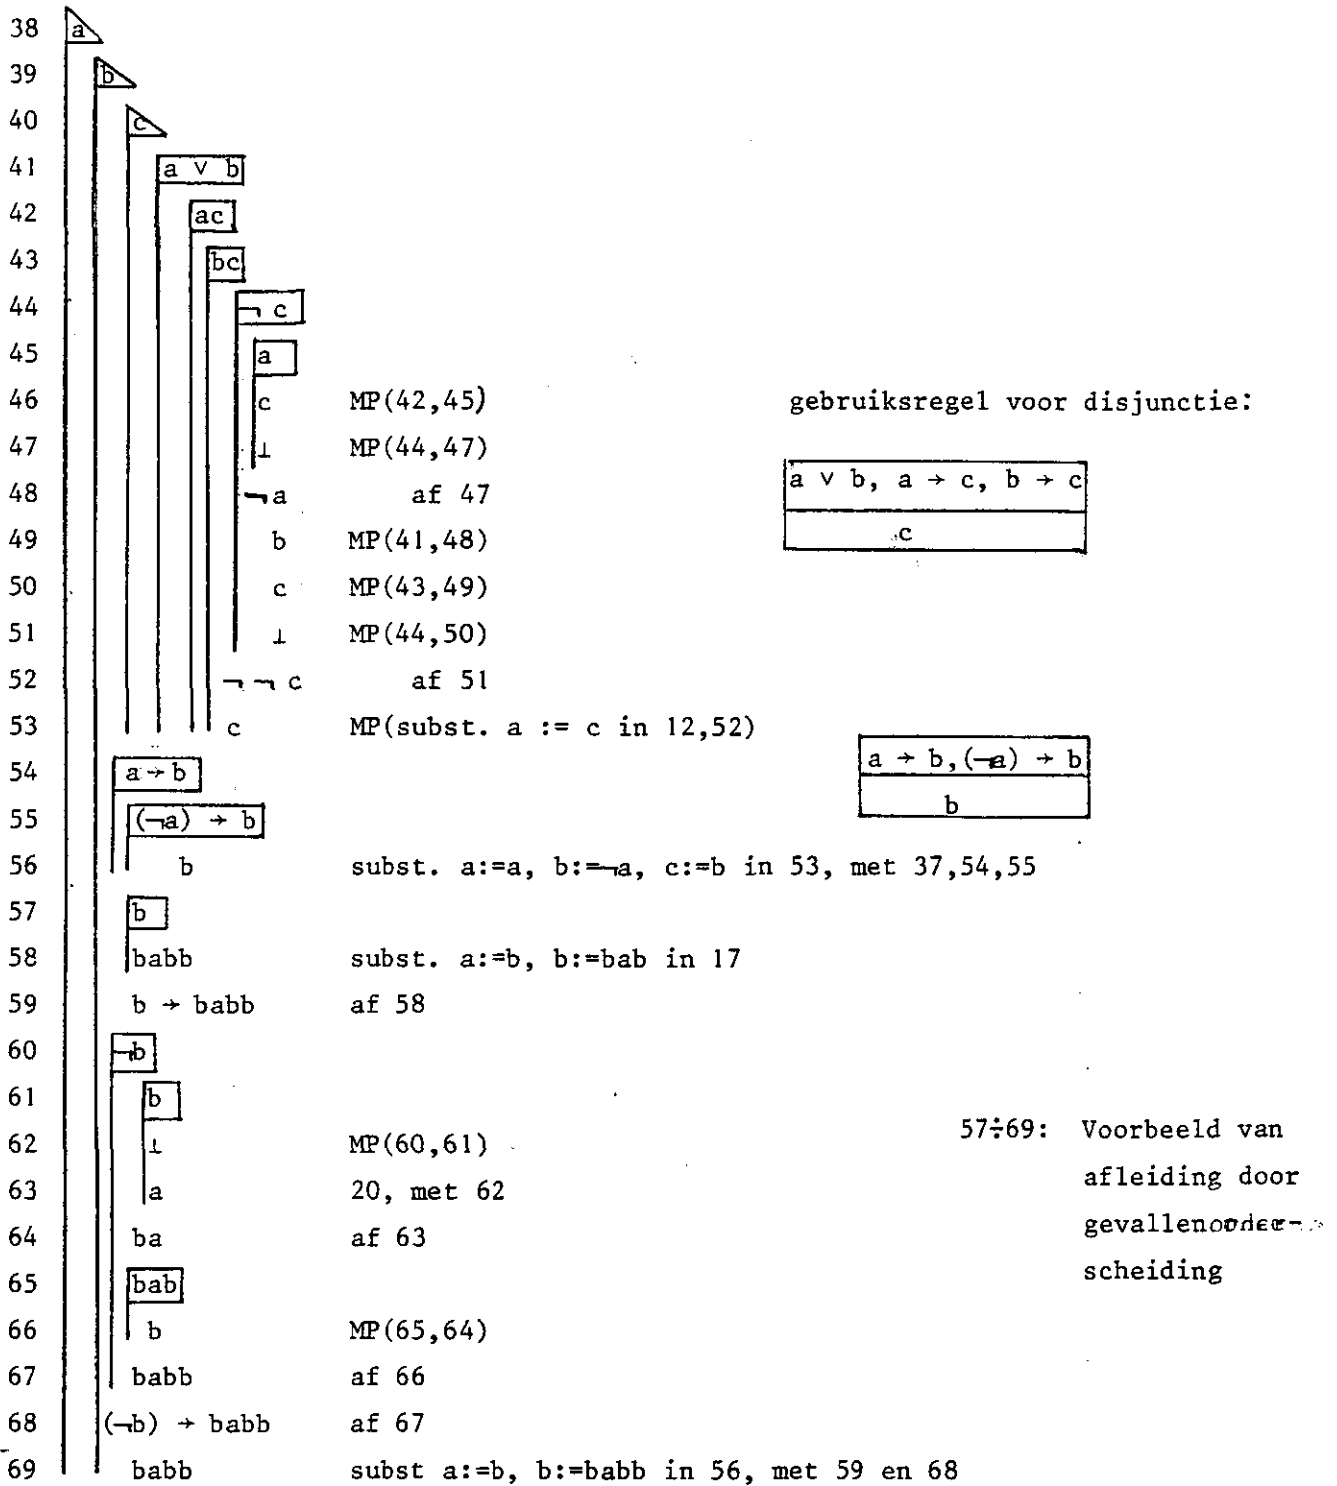 38 a
39 b
40 c
41 a ∨ b
42 ac
43 bc
44 ¬ c
45 a
46 c MP(42,45) gebruiksregel voor disjunctie:
47 ⊥ MP(44,47)
a ∨ b, a → c, b → c
48 ¬a af 47
49 b MP(41,48)
c
50 c MP(43,49)
51 ⊥ MP(44,50)
52 ¬ ¬ c af 51
53 c MP(subst. a := c in 12,52)
54 a → b
a → b,(¬a) → b
55 (¬a) → b
b
56 b subst. a:=a, b:=¬a, c:=b in 53, met 37,54,55
57 b
58 babb subst. a:=b, b:=bab in 17
59 b → babb af 58
60 ¬b
61 b
62 ⊥ MP(60,61)
57÷69: Voorbeeld van
63 a 20, met 62
afleiding door
64 ba af 63
gevallenonder-
65 bab
scheiding
66 b MP(65,64)
67 babb af 66
68 (¬b) → babb af 67
69 babb subst a:=b, b:=babb in 56, met 59 en 68